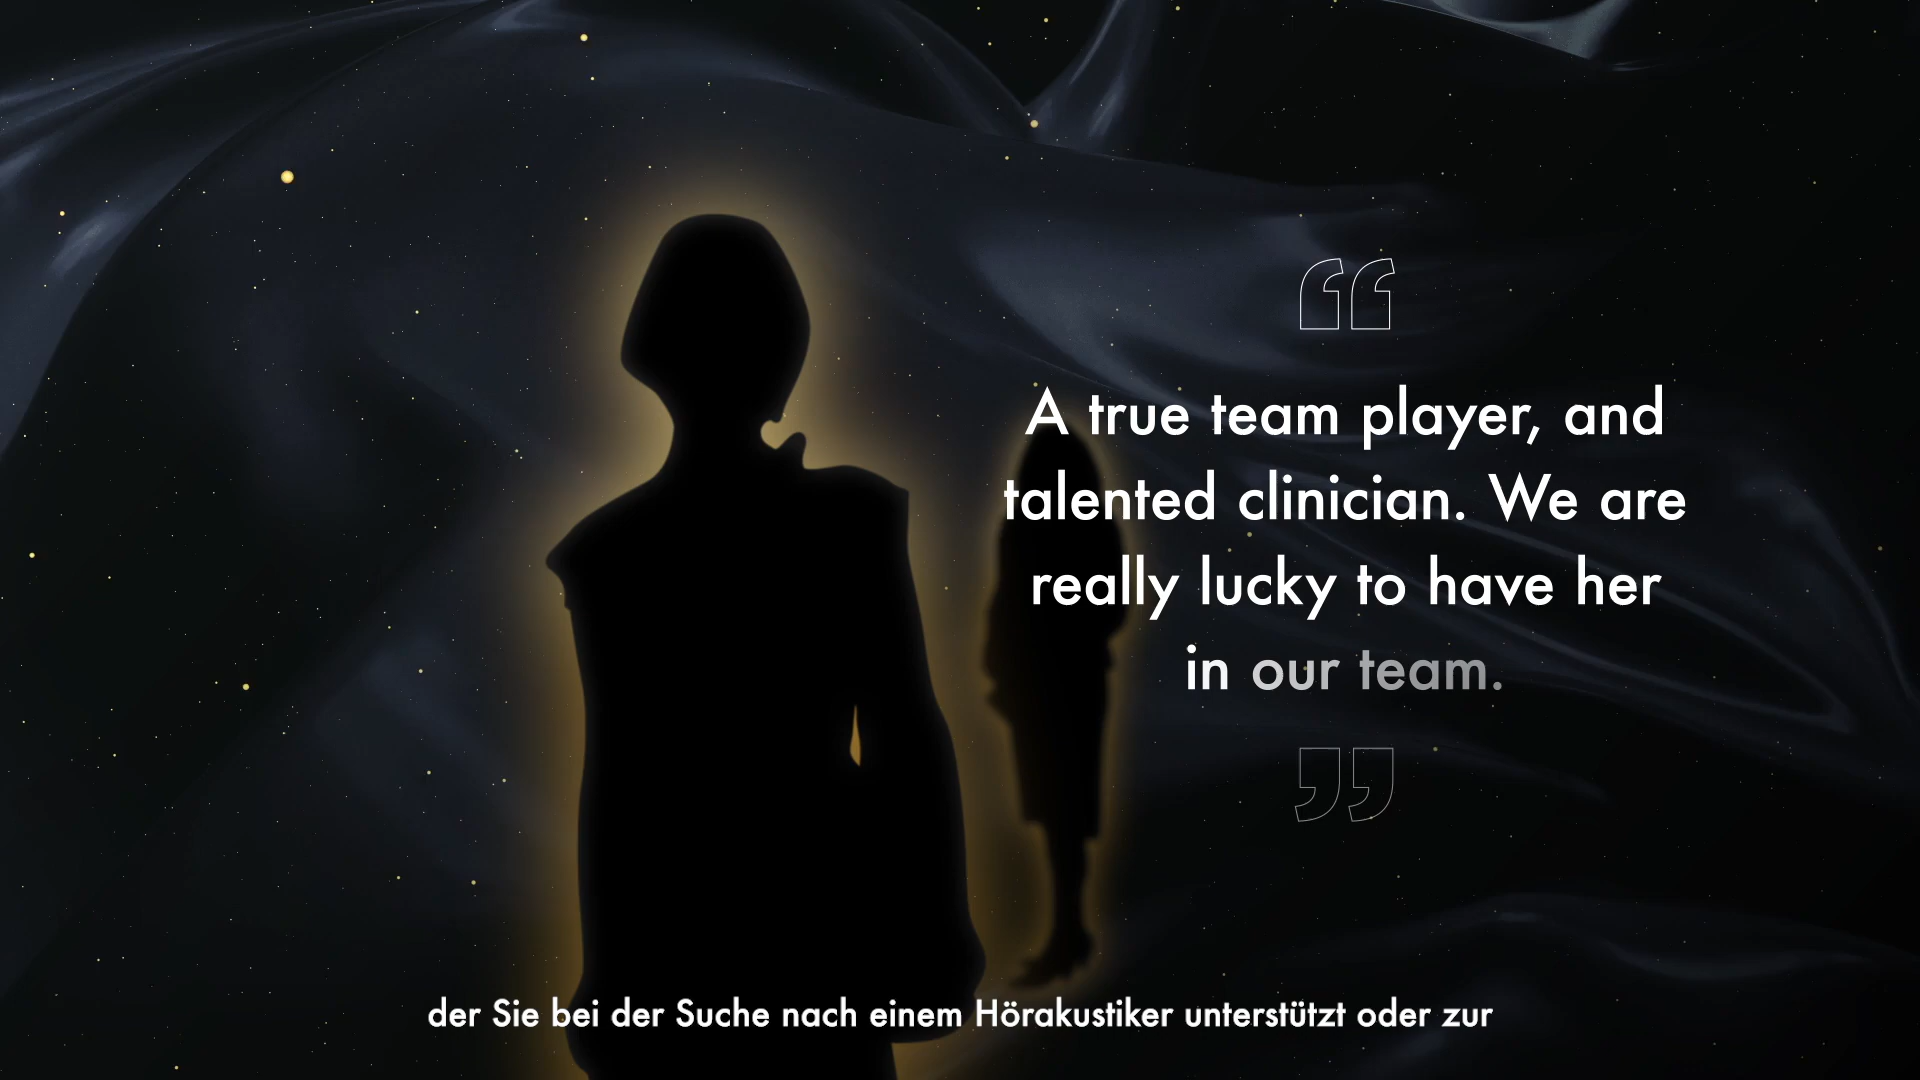 “
A true team player, and
talented clinician. We are
really lucky to have her
in our team.
”
der Sie bei der Suche nach einem Hörakustiker unterstützt oder zur